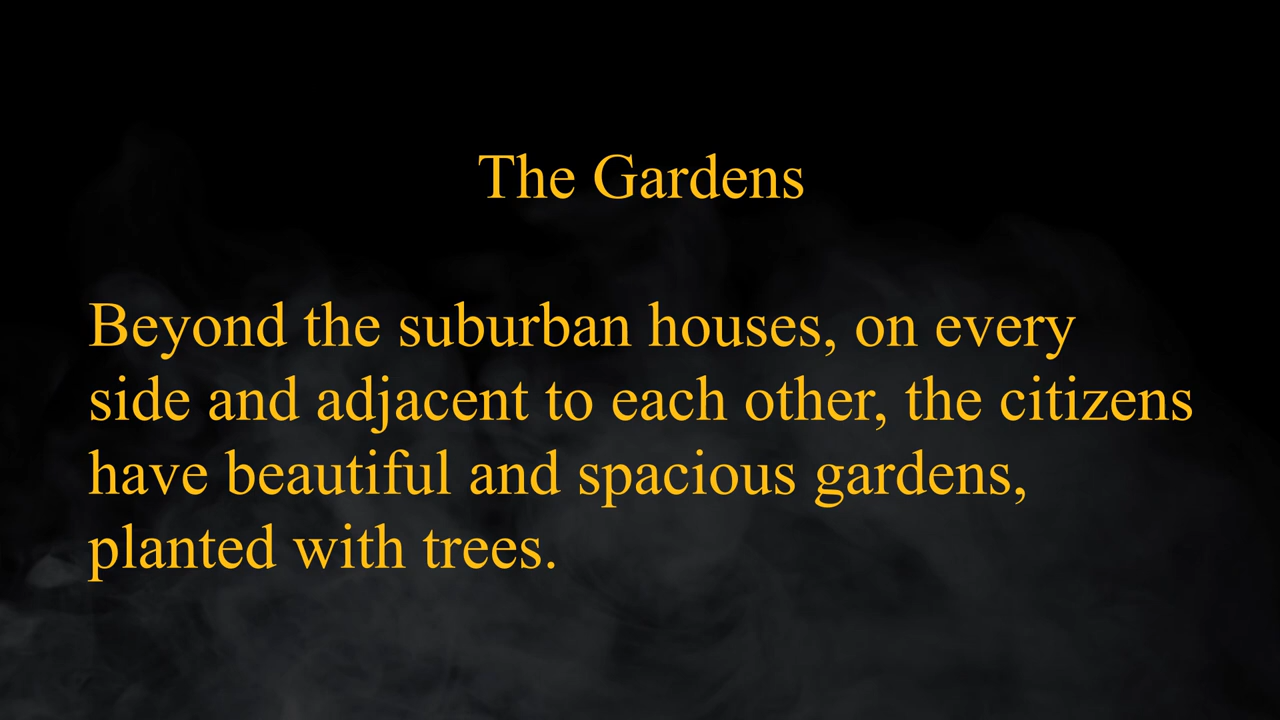 The Gardens
Beyond the suburban houses, on every
side and adjacent to each other, the citizens
have beautiful and spacious gardens,
planted with trees.